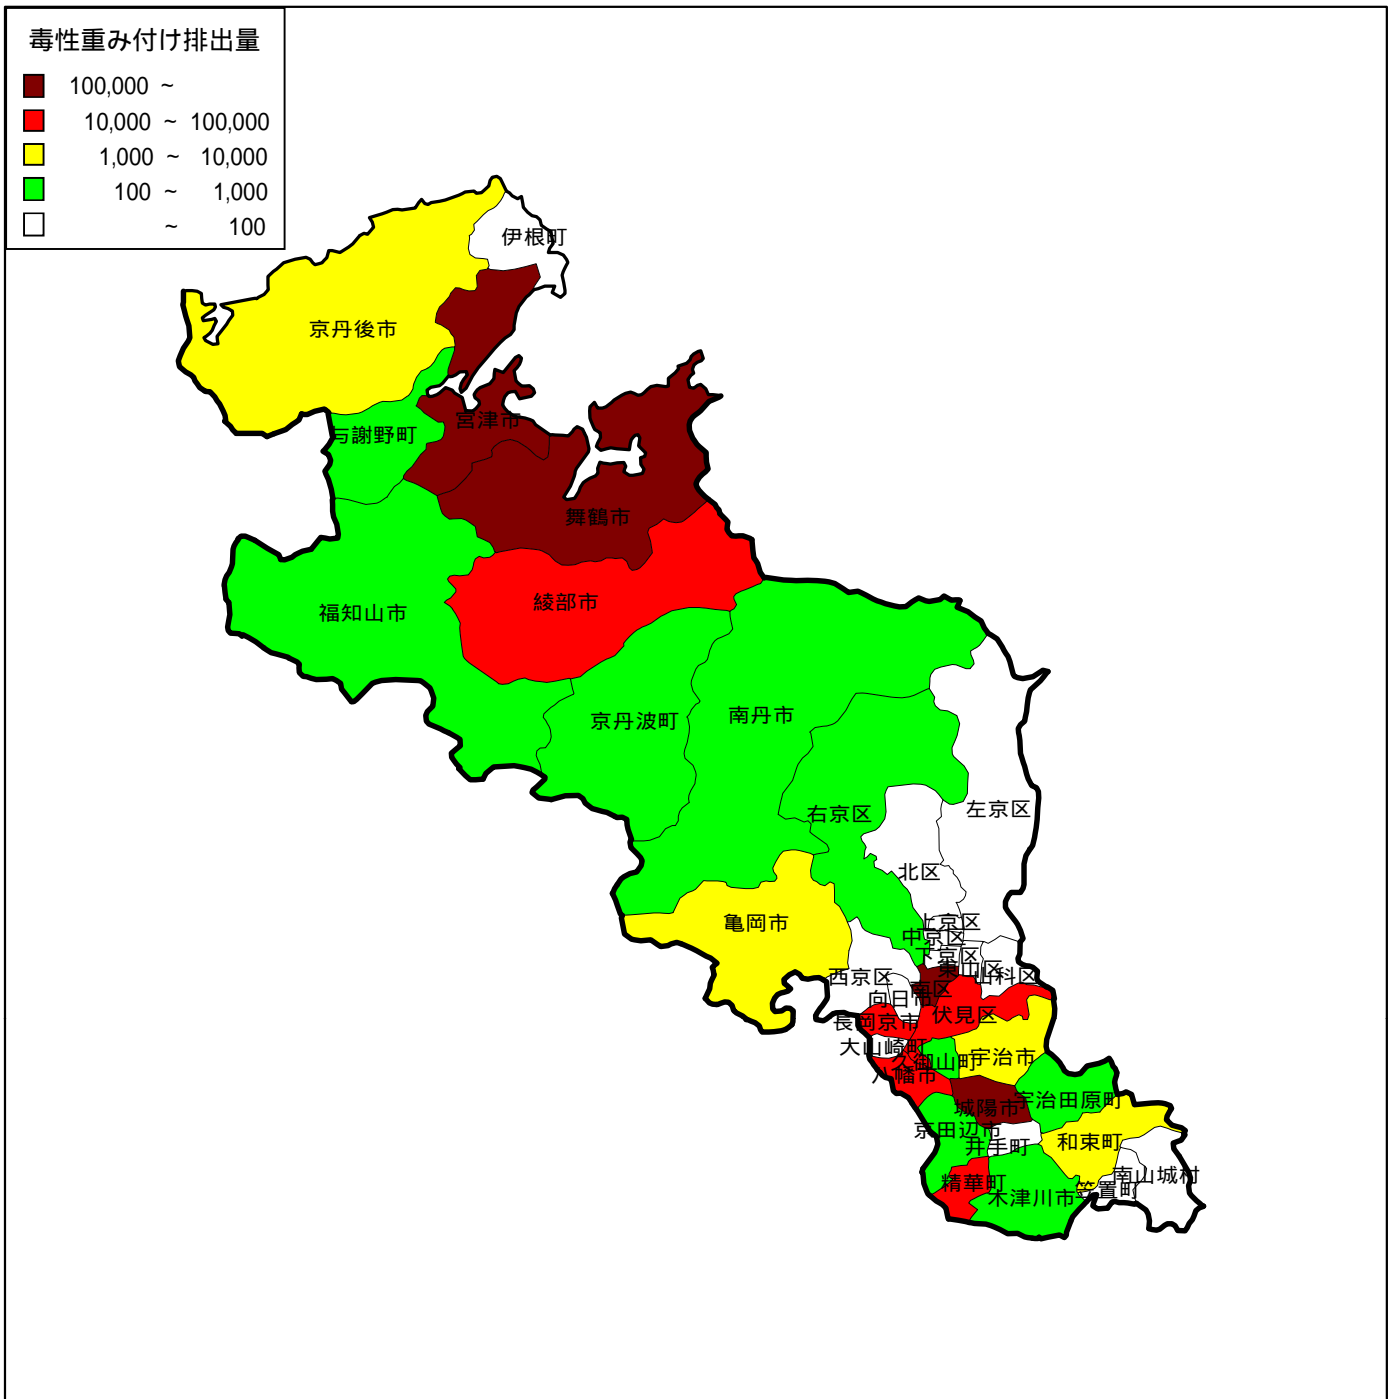 毒性重み付け排出量
100,000 ~
10,000 ~ 100,000
1,000 ~ 10,000
100 ~ 1,000
~ 100
伊根町
京丹後市
宮津市
与謝野町
舞鶴市
綾部市
福知山市
京丹波町
南丹市
右京区
左京区
北区
上京区
亀岡市
中京区
下京区
東山区
山科区
西京区
南区
向日市
伏見区
長岡京市
大山崎町
宇治市
久御山町
八幡市
宇治田原町
城陽市
京田辺市
和束町
井手町
南山城村
精華町
笠置町
木津川市